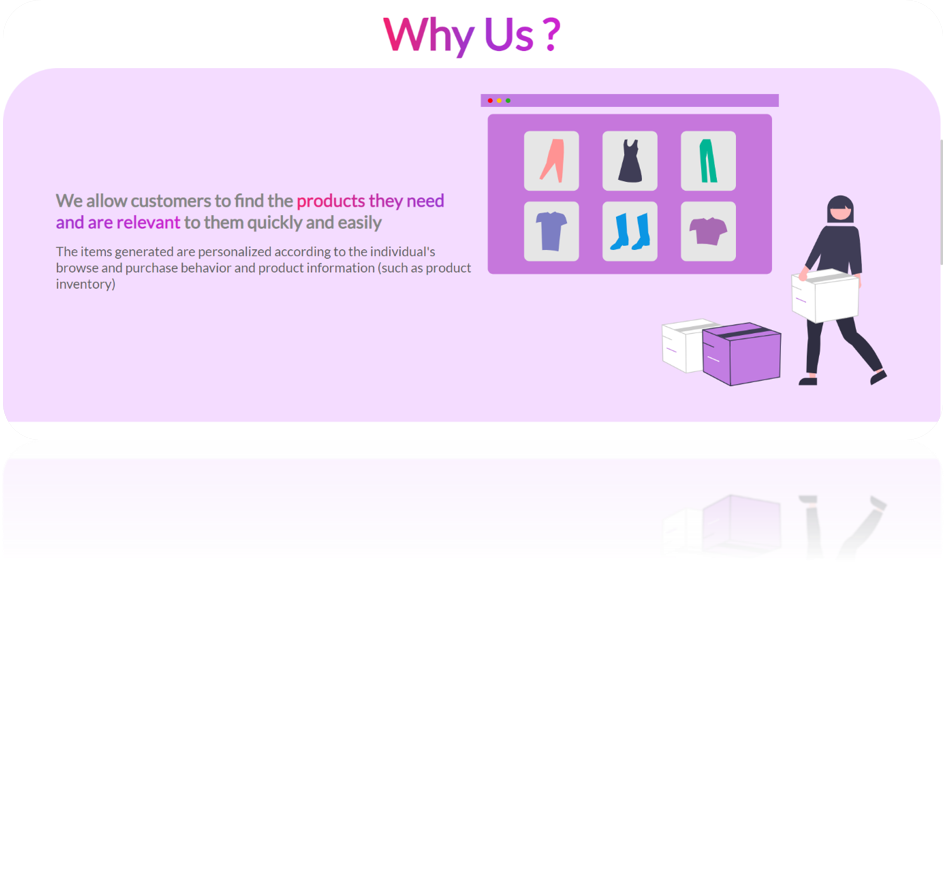 Why Us ?
We allow customers to find the products they need
and are relevant to them quickly and easily
The items generated are personalized according to the individual's
browse and purchase behavior and product information (such as product
inventory)